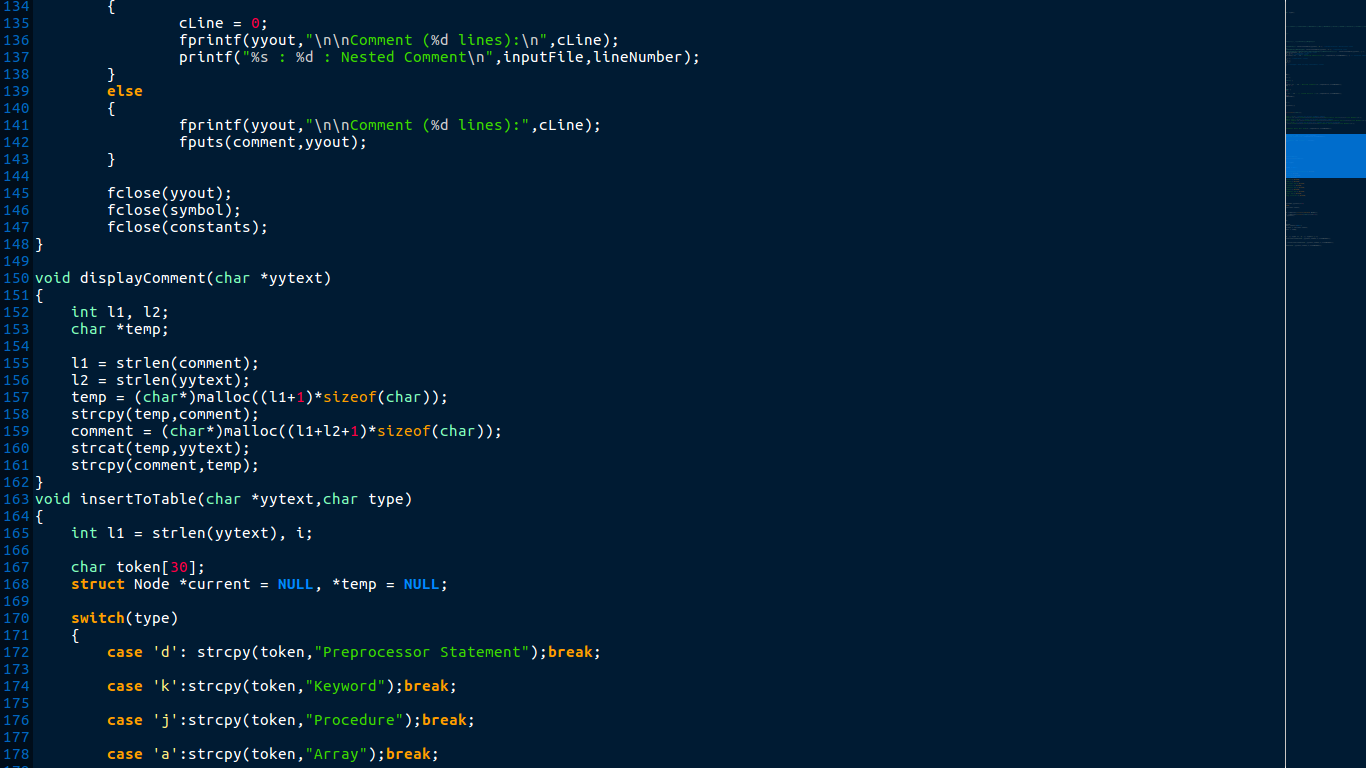 134 {
135 cLine = 0;
136 fprintf(yyout,"\n\nComment (%d lines):\n",cLine);
137 printf("%s : %d : Nested Comment\n",inputFile,lineNumber);
138 }
139 else
140 {
141 fprintf(yyout,"\n\nComment (%d lines):",cLine);
142 fputs(comment,yyout);
143 }
144
145 fclose(yyout);
146 fclose(symbol);
147 fclose(constants);
148 }
149
150 void displayComment(char *yytext)
151 {
152 int l1, l2;
153 char *temp;
154
155 l1 = strlen(comment);
156 l2 = strlen(yytext);
157 temp = (char*)malloc((l1+1)*sizeof(char));
158 strcpy(temp,comment);
159 comment = (char*)malloc((l1+l2+1)*sizeof(char));
160 strcat(temp,yytext);
161 strcpy(comment,temp);
162 }
163 void insertToTable(char *yytext,char type)
164 {
165 int l1 = strlen(yytext), i;
166
167 char token[30];
168 struct Node *current = NULL, *temp = NULL;
169
170 switch(type)
171 {
172 case 'd': strcpy(token,"Preprocessor Statement");break;
173
174 case 'k':strcpy(token,"Keyword");break;
175
176 case 'j':strcpy(token,"Procedure");break;
177
178 case 'a':strcpy(token,"Array");break;